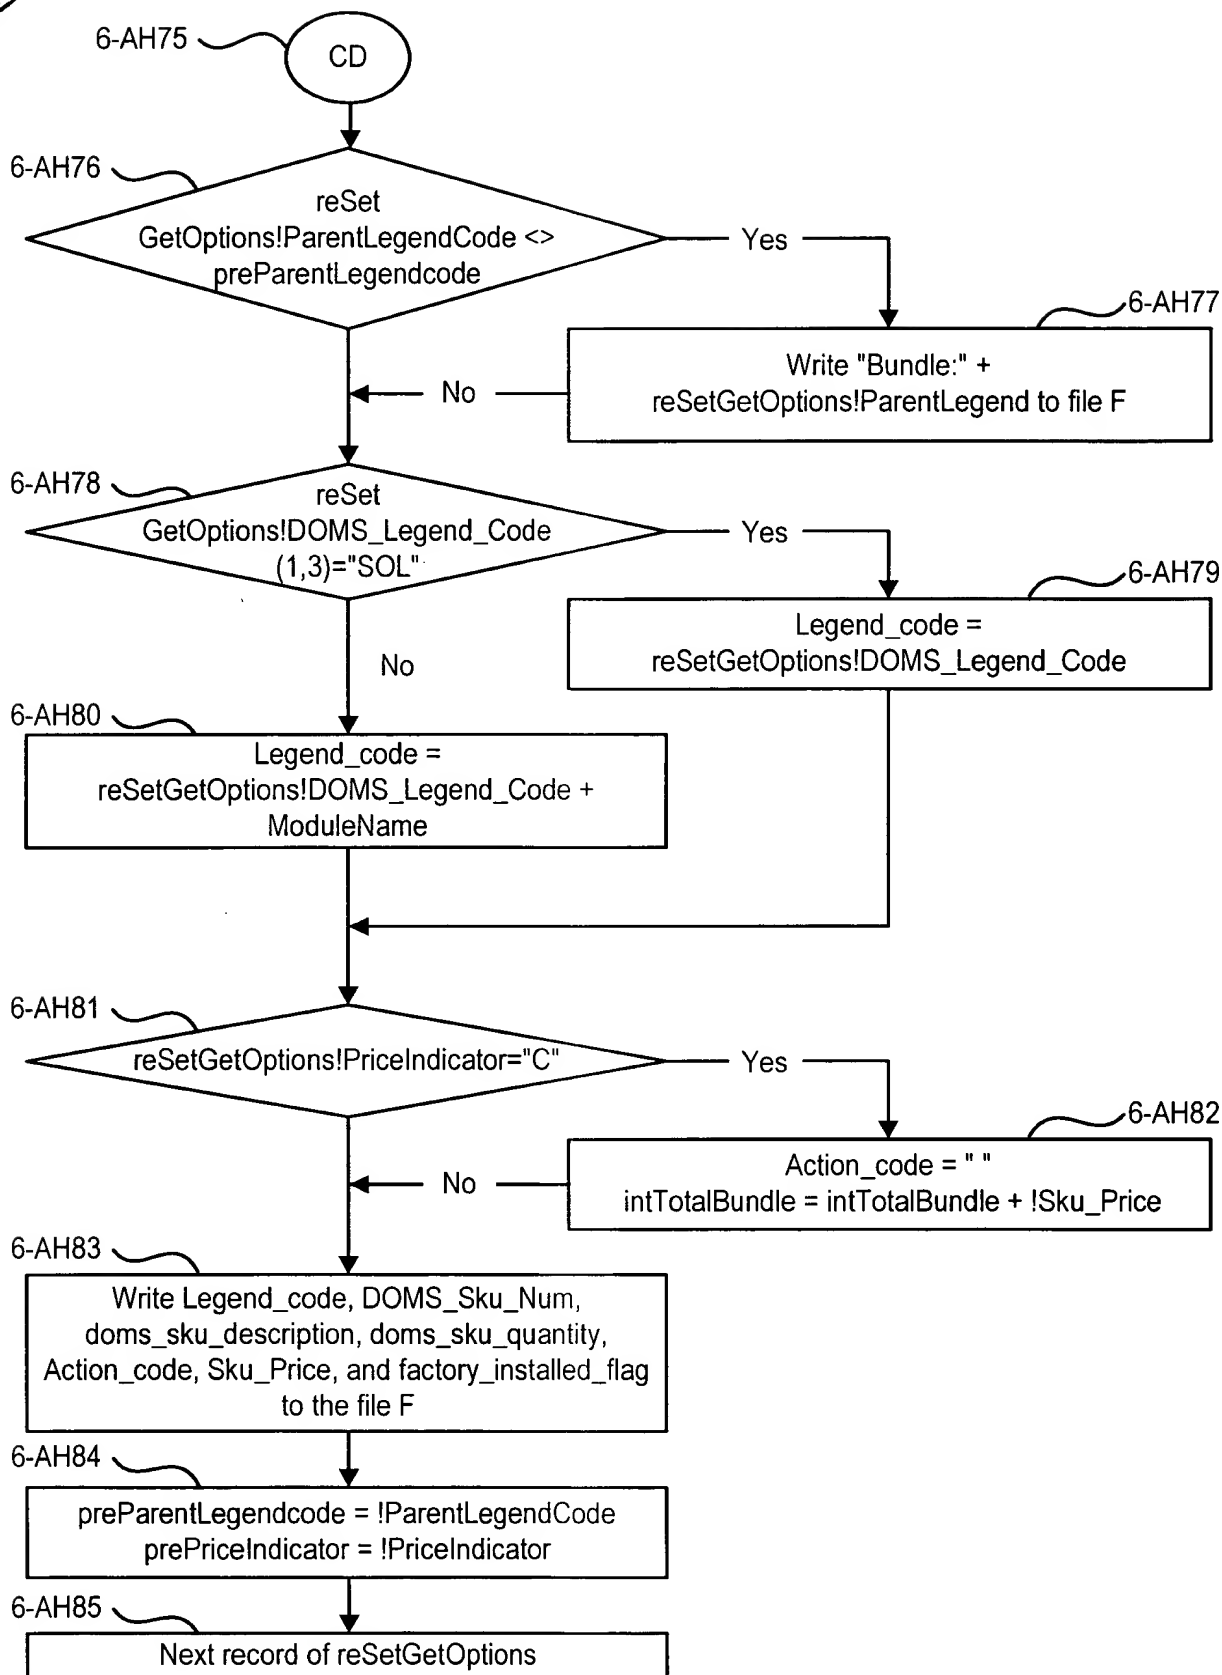 6-AH75
CD
6-AH76
reSet
GetOptions!ParentLegendCode <>
preParentLegendcode
Yes
6-AH77
Write "Bundle:" +
reSetGetOptions!ParentLegend to file F
No
6-AH78
reSet
GetOptions!DOMS_Legend_Code
(1,3)="SOL"
Yes
6-AH79
Legend_code =
reSetGetOptions!DOMS_Legend_Code
No
6-AH80
Legend_code =
reSetGetOptions!DOMS_Legend_Code +
ModuleName
6-AH81
reSetGetOptions!PriceIndicator="C"
Yes
6-AH82
Action_code = " "
intTotalBundle = intTotalBundle + !Sku_Price
No
6-AH83
Write Legend_code, DOMS_Sku_Num,
doms_sku_description, doms_sku_quantity,
Action_code, Sku_Price, and factory_installed_flag
to the file F
6-AH84
preParentLegendcode = !ParentLegendCode
prePriceIndicator = !PriceIndicator
6-AH85
Next record of reSetGetOptions